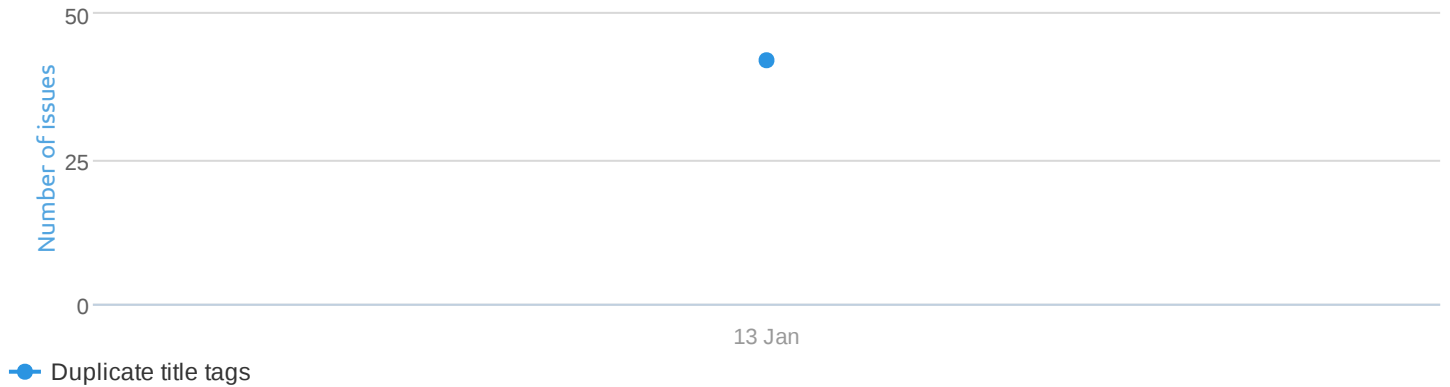 50
Number of issues
25
0
13 Jan
Duplicate title tags